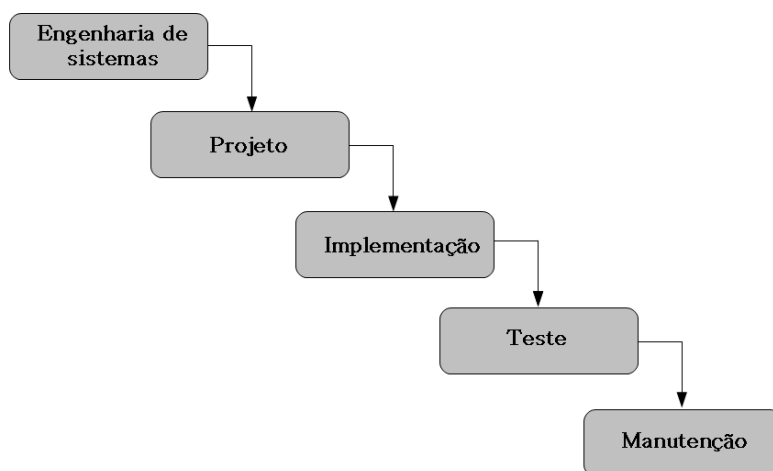 Engenharia de
sistemas
Projeto
Implementação
Teste
Manutenção